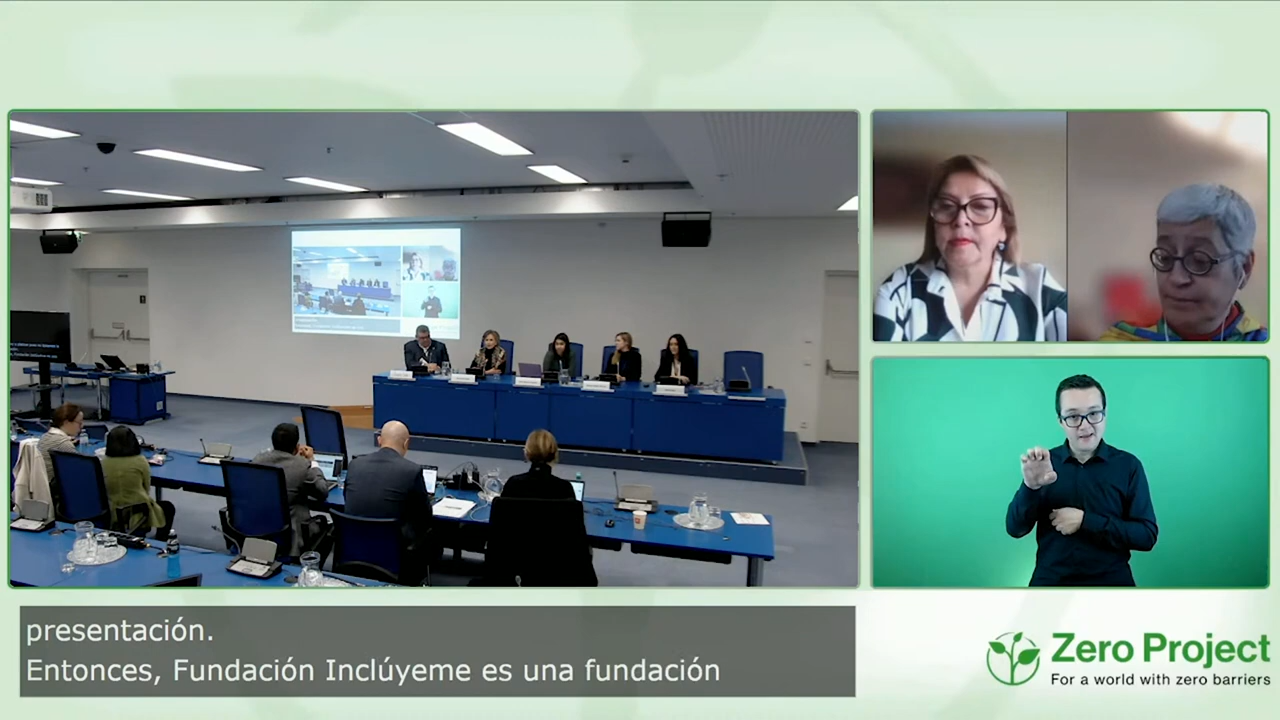 presentación.
Entonces, Fundación Inclúyeme es una fundación
Zero Project
For a world with zero barriers